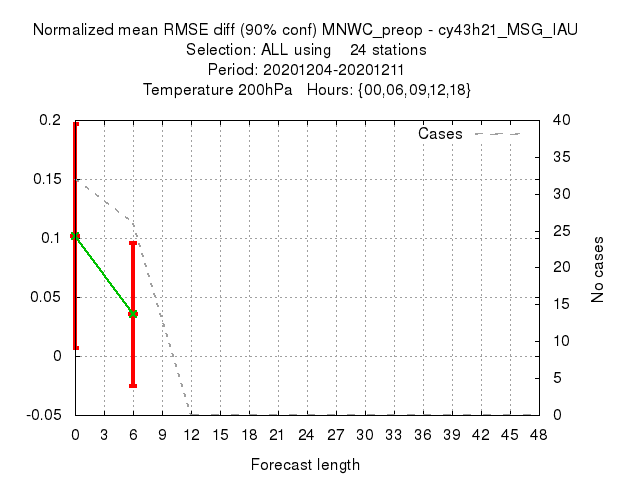 Normalized mean RMSE diff (90% conf) MNWC_preop - cy43h21_MSG_IAU
Selection: ALL using    24 stations
Period: 20201204-20201211
Temperature 200hPa   Hours: {00,06,09,12,18}
Cases
0.2
0.15
0.1
0.05
0
-0.05
40
35
30
25
20
15
10
5
0
No cases
0 3 6 9 12 15 18 21 24 27 30 33 36 39 42 45 48
Forecast length